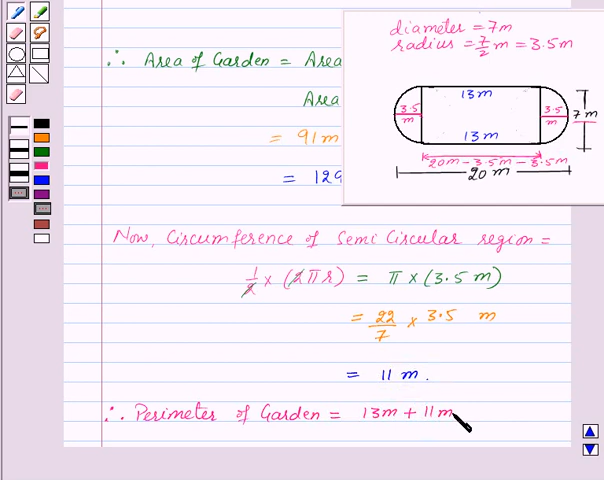 diameter = 7m
radius = 7/2 m = 3.5m
∴ Area of Garden = Area
Area
= 91m
= 129
13m
3.5 m
3.5 m
7m
13m
20m - 3.5m - 3.5m
20 m
Now, Circumference of Semi Circular region =
1/2 × (2πr) = π × (3.5 m)
= 22/7 × 3.5 m
= 11 m.
∴ Perimeter of Garden = 13m + 11m